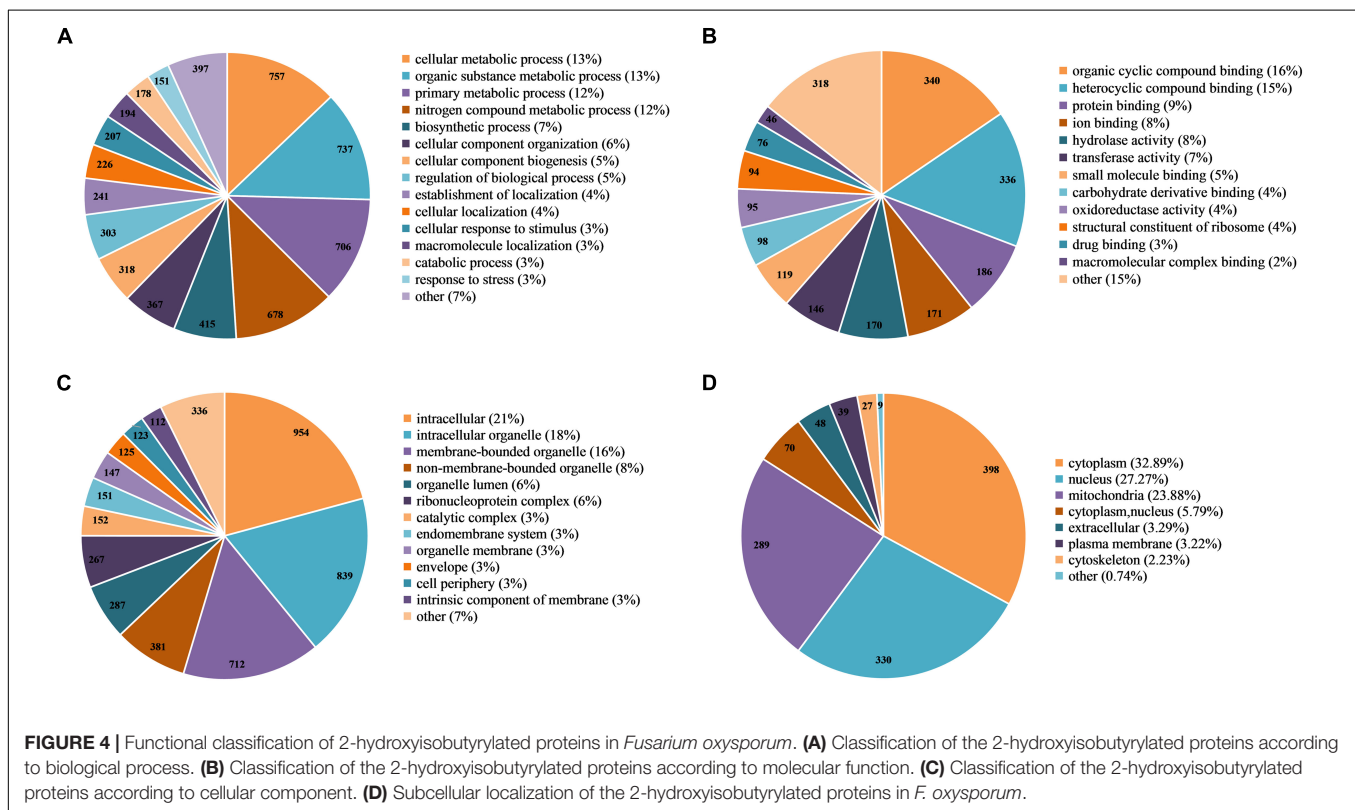 A
397
151
178
194
207
226
241
303
318
367
415
678
706
737
757
cellular metabolic process (13%)
organic substance metabolic process (13%)
primary metabolic process (12%)
nitrogen compound metabolic process (12%)
biosynthetic process (7%)
cellular component organization (6%)
cellular component biogenesis (5%)
regulation of biological process (5%)
establishment of localization (4%)
cellular localization (4%)
cellular response to stimulus (3%)
macromolecule localization (3%)
catabolic process (3%)
response to stress (3%)
other (7%)
B
318
46
76
94
95
98
119
146
170
171
186
336
340
organic cyclic compound binding (16%)
heterocyclic compound binding (15%)
protein binding (9%)
ion binding (8%)
hydrolase activity (8%)
transferase activity (7%)
small molecule binding (5%)
carbohydrate derivative binding (4%)
oxidoreductase activity (4%)
structural constituent of ribosome (4%)
drug binding (3%)
macromolecular complex binding (2%)
other (15%)
C
336
112
123
125
147
151
152
267
287
381
712
839
954
intracellular (21%)
intracellular organelle (18%)
membrane-bounded organelle (16%)
non-membrane-bounded organelle (8%)
organelle lumen (6%)
ribonucleoprotein complex (6%)
catalytic complex (3%)
endomembrane system (3%)
organelle membrane (3%)
envelope (3%)
cell periphery (3%)
intrinsic component of membrane (3%)
other (7%)
D
9
27
39
48
70
289
330
398
cytoplasm (32.89%)
nucleus (27.27%)
mitochondria (23.88%)
cytoplasm,nucleus (5.79%)
extracellular (3.29%)
plasma membrane (3.22%)
cytoskeleton (2.23%)
other (0.74%)
FIGURE 4 | Functional classification of 2-hydroxyisobutyrylated proteins in Fusarium oxysporum. (A) Classification of the 2-hydroxyisobutyrylated proteins according
to biological process. (B) Classification of the 2-hydroxyisobutyrylated proteins according to molecular function. (C) Classification of the 2-hydroxyisobutyrylated
proteins according to cellular component. (D) Subcellular localization of the 2-hydroxyisobutyrylated proteins in F. oxysporum.